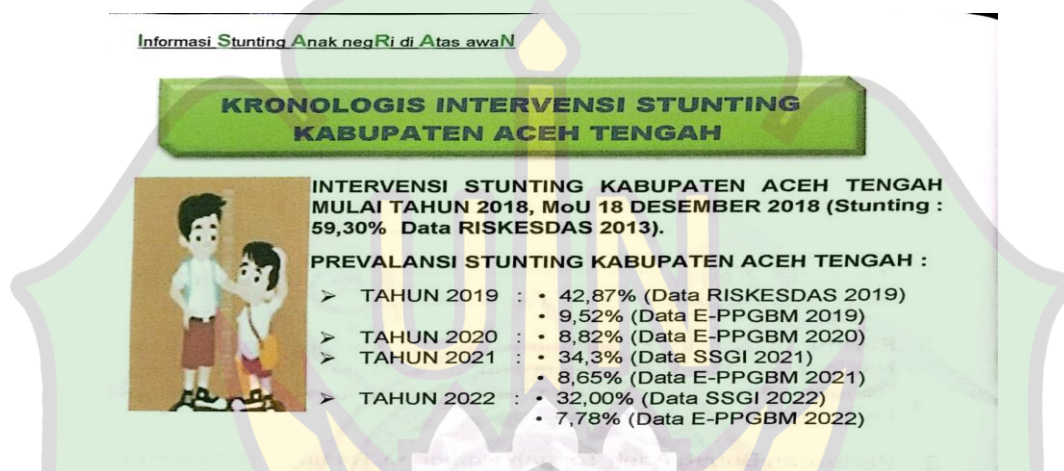 Informasi Stunting Anak negRi di Atas awaN
KRONOLOGIS INTERVENSI STUNTING
KABUPATEN ACEH TENGAH
INTERVENSI STUNTING KABUPATEN ACEH TENGAH
MULAI TAHUN 2018, MoU 18 DESEMBER 2018 (Stunting :
59,30% Data RISKESDAS 2013).
PREVALANSI STUNTING KABUPATEN ACEH TENGAH :
➢ TAHUN 2019 : • 42,87% (Data RISKESDAS 2019)
• 9,52% (Data E-PPGBM 2019)
➢ TAHUN 2020 : • 8,82% (Data E-PPGBM 2020)
➢ TAHUN 2021 : • 34,3% (Data SSGI 2021)
• 8,65% (Data E-PPGBM 2021)
➢ TAHUN 2022 : • 32,00% (Data SSGI 2022)
• 7,78% (Data E-PPGBM 2022)
UIN